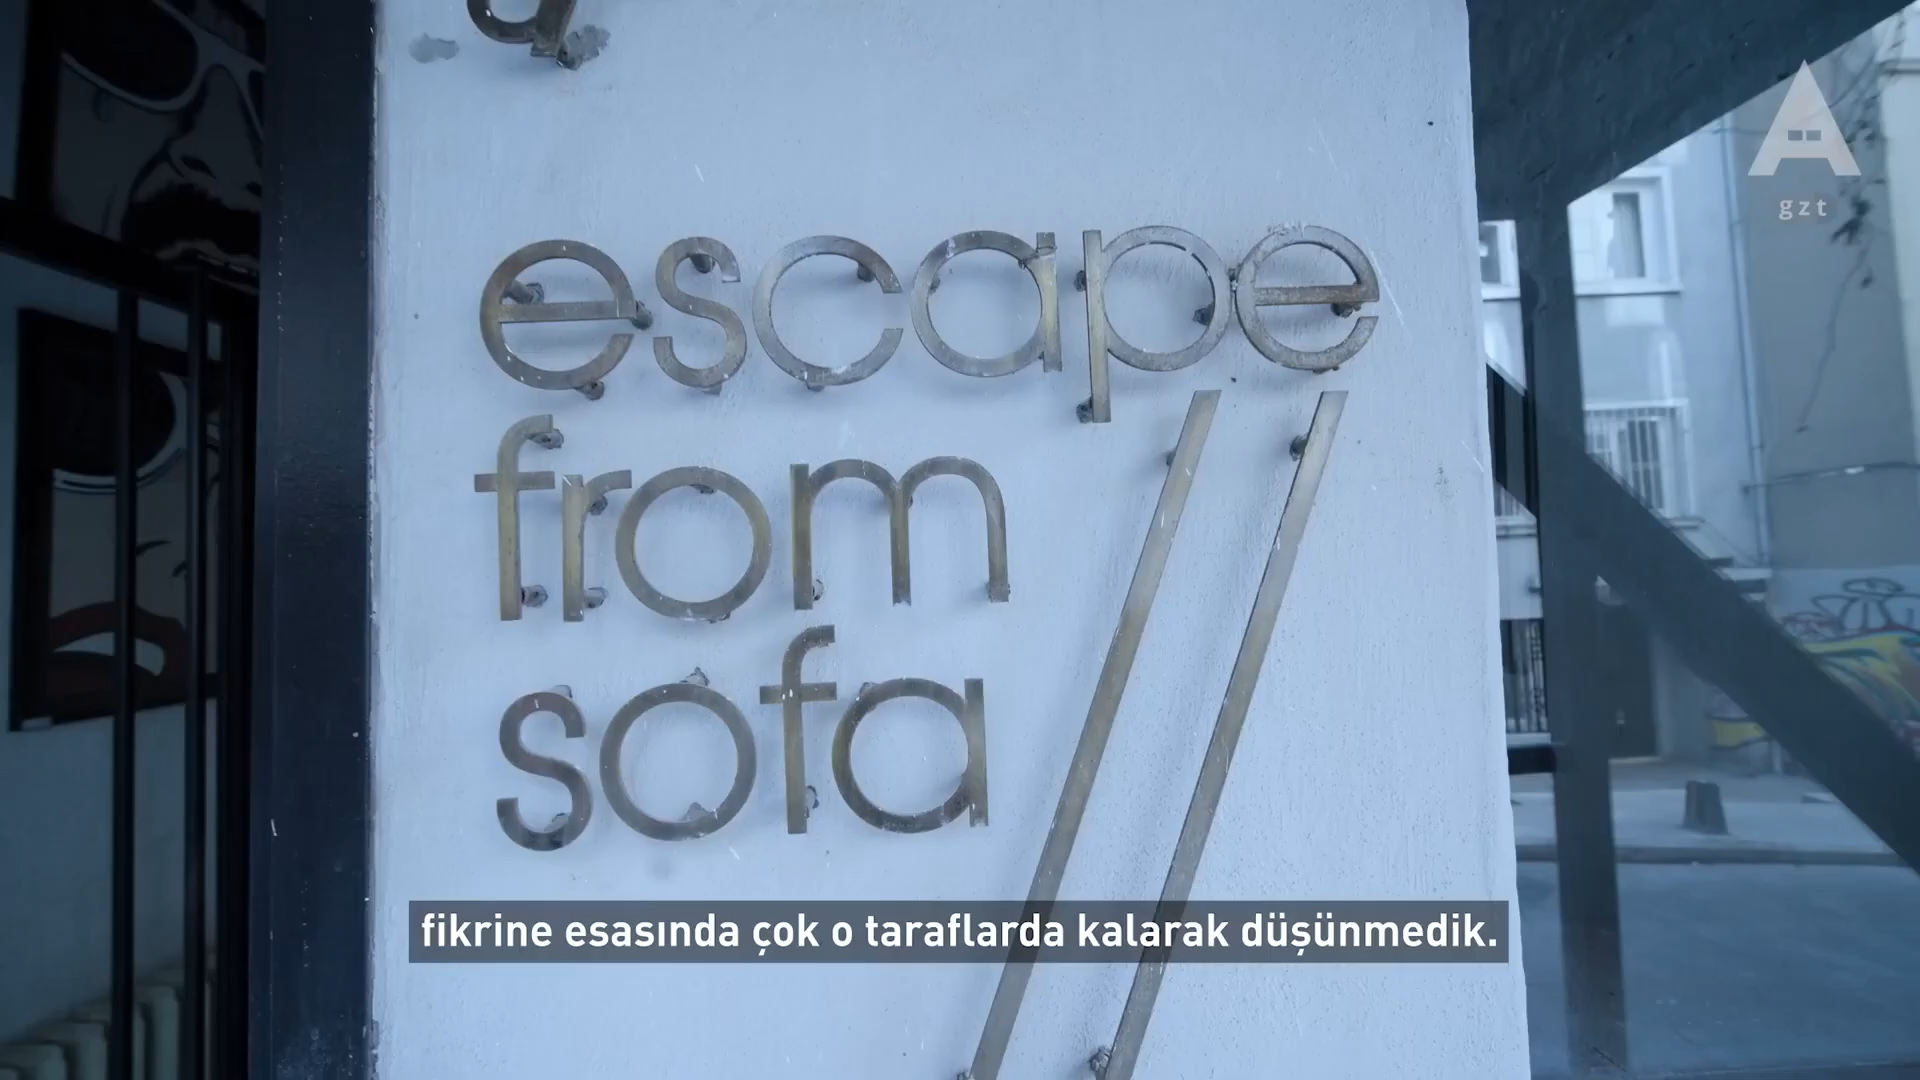 escape
from
sofa
//
fikrine esasında çok o taraflarda kalarak düşünmedik.
A
gzt